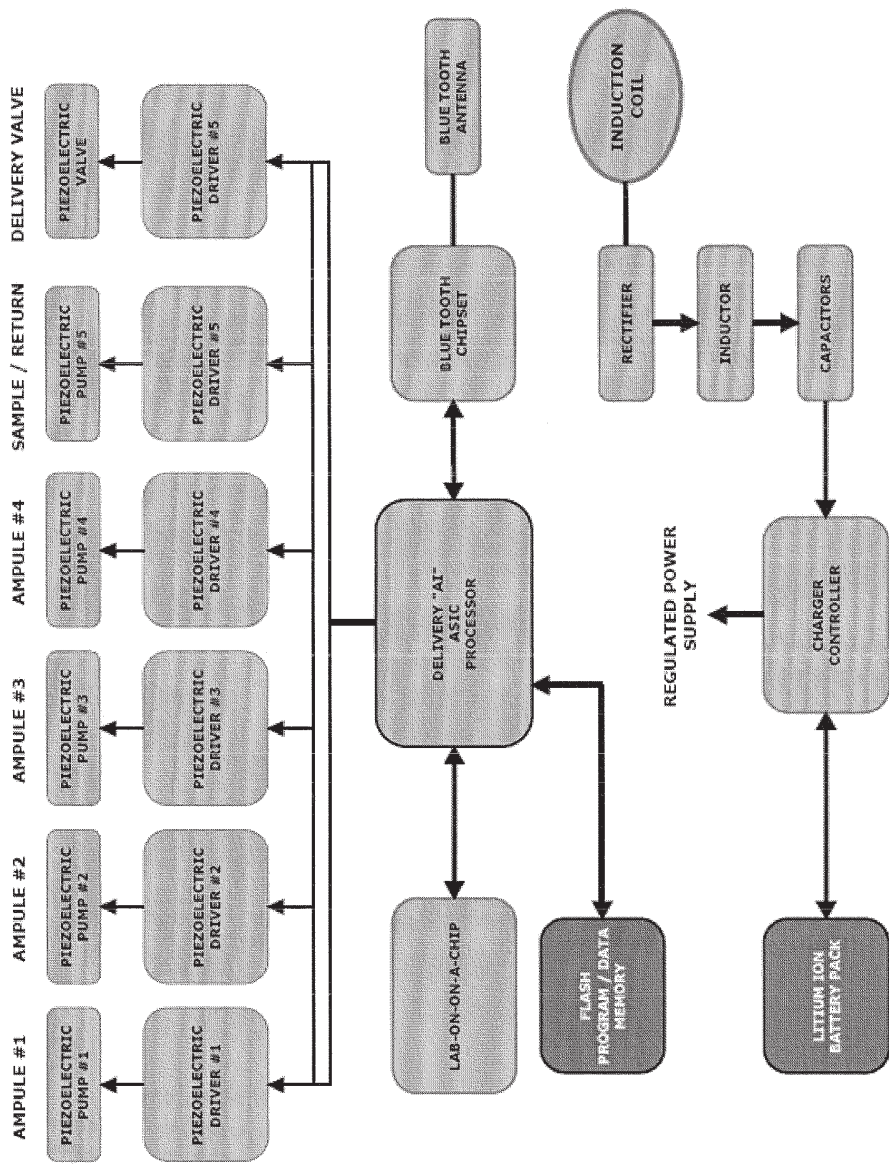 AMPULE #1
AMPULE #2
AMPULE #3
AMPULE #4
SAMPLE / RETURN
DELIVERY VALVE
PIEZOELECTRIC
PUMP #1
PIEZOELECTRIC
PUMP #2
PIEZOELECTRIC
PUMP #3
PIEZOELECTRIC
PUMP #4
PIEZOELECTRIC
PUMP #5
PIEZOELECTRIC
VALVE
PIEZOELECTRIC
DRIVER #1
PIEZOELECTRIC
DRIVER #2
PIEZOELECTRIC
DRIVER #3
PIEZOELECTRIC
DRIVER #4
PIEZOELECTRIC
DRIVER #5
PIEZOELECTRIC
DRIVER #5
LAB-ON-ON-A-CHIP
DELIVERY "AI"
ASIC
PROCESSOR
BLUE TOOTH
CHIPSET
BLUE TOOTH
ANTENNA
FLASH
PROGRAM / DATA
MEMORY
REGULATED POWER
SUPPLY
RECTIFIER
INDUCTION
COIL
INDUCTOR
CAPACITORS
LITIUM ION
BATTERY PACK
CHARGER
CONTROLLER